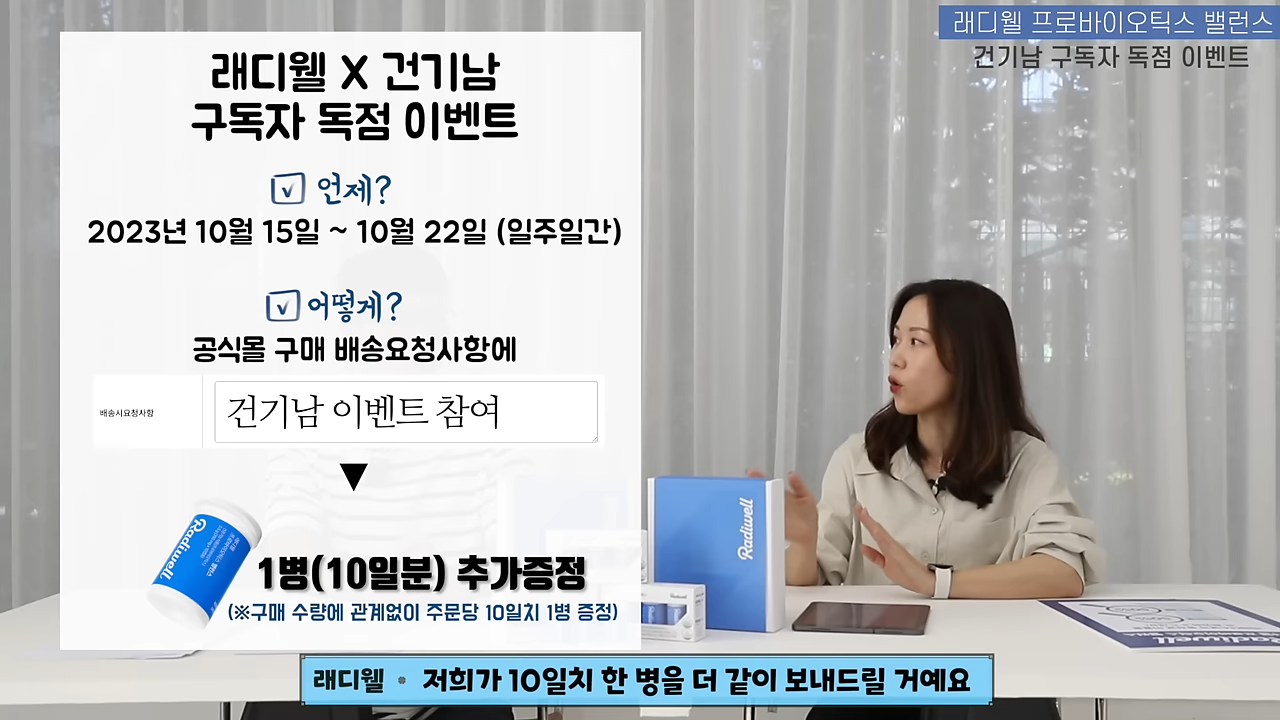 래디웰 프로바이오틱스 밸런스
건기남 구독자 독점 이벤트
래디웰 X 건기남
구독자 독점 이벤트
언제?
2023년 10월 15일 ~ 10월 22일 (일주일간)
어떻게?
공식몰 구매 배송요청사항에
배송시요청사항
건기남 이벤트 참여
Radiwell
1병(10일분) 추가증정
(※구매 수량에 관계없이 주문당 10일치 1병 증정)
Radiwell
Radiwell
래디웰 • 저희가 10일치 한 병을 더 같이 보내드릴 거예요